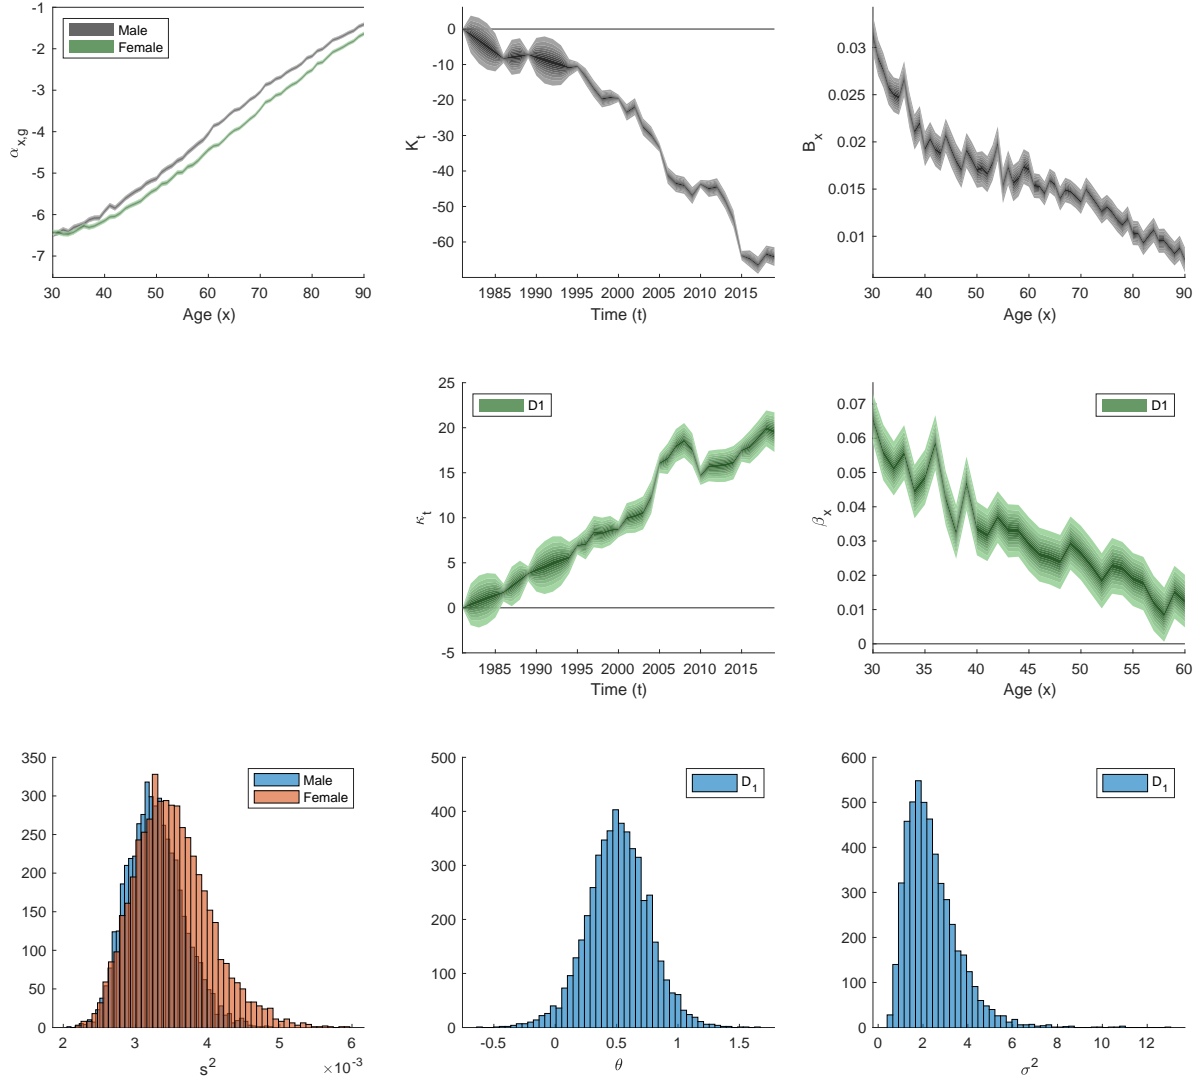 -1
-2
-3
-4
-5
-6
-7
α_{x,g}
Male
Female
30 40 50 60 70 80 90
Age (x)
0
-10
-20
-30
-40
-50
-60
K_t
1985 1990 1995 2000 2005 2010 2015
Time (t)
0.03
0.025
0.02
0.015
0.01
B_x
30 40 50 60 70 80 90
Age (x)
25
20
15
10
5
0
-5
κ_t
D1
1985 1990 1995 2000 2005 2010 2015
Time (t)
0.07
0.06
0.05
0.04
0.03
0.02
0.01
0
β_x
D1
30 35 40 45 50 55 60
Age (x)
350
300
250
200
150
100
50
0
Male
Female
2 3 4 5 6
s²
×10⁻³
500
400
300
200
100
0
D₁
-0.5 0 0.5 1 1.5
θ
600
500
400
300
200
100
0
D₁
0 2 4 6 8 10 12
σ²